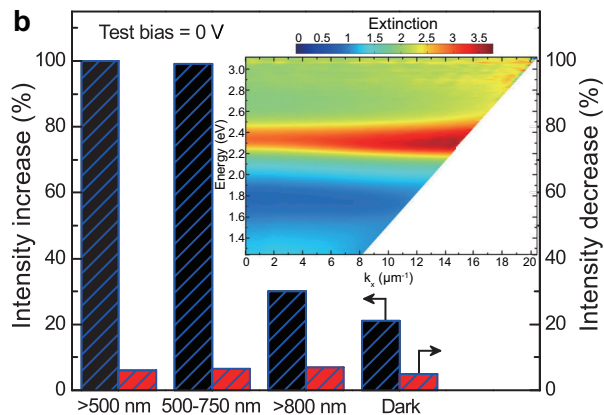 b
Test bias = 0 V
Extinction
0 0.5 1 1.5 2 2.5 3 3.5
Intensity increase (%)
100
80
60
40
20
0
Energy (eV)
3.0
2.8
2.6
2.4
2.2
2.0
1.8
1.6
1.4
0 2 4 6 8 10 12 14 16 18 20
kx (μm-1)
100
80
60
40
20
0
Intensity decrease (%)
>500 nm 500-750 nm >800 nm Dark